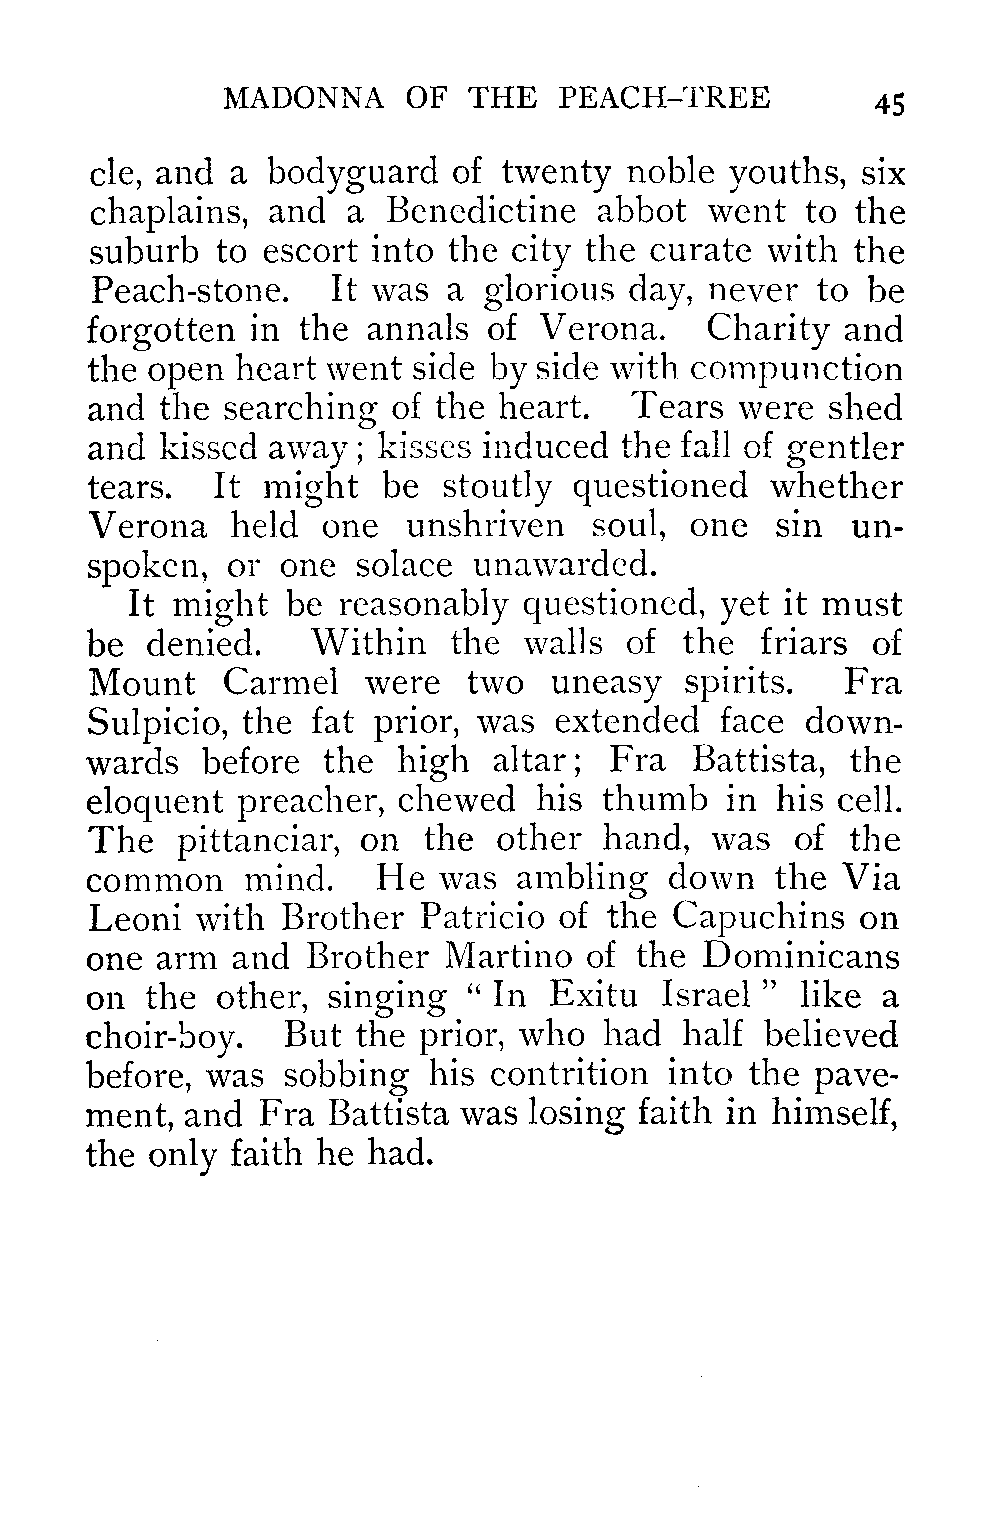 MADONNA OF THE PEACH-TREE 45
cle, and a bodyguard of twenty noble youths, six
chaplains, and a Benedictine abbot went to the
suburb to escort into the city the curate with the
Peach-stone. It was a glorious day, never to be
forgotten in the annals of Verona. Charity and
the open heart went side by side with compunction
and the searching of the heart. Tears were shed
and kissed away; kisses induced the fall of gentler
tears. It might be stoutly questioned whether
Verona held one unshriven soul, one sin un-
spoken, or one solace unawarded.
It might be reasonably questioned, yet it must
be denied. Within the walls of the friars of
Mount Carmel were two uneasy spirits. Fra
Sulpicio, the fat prior, was extended face down-
wards before the high altar; Fra Battista, the
eloquent preacher, chewed his thumb in his cell.
The pittanciar, on the other hand, was of the
common mind. He was ambling down the Via
Leoni with Brother Patricio of the Capuchins on
one arm and Brother Martino of the Dominicans
on the other, singing " In Exitu Israel " like a
choir-boy. But the prior, who had half believed
before, was sobbing his contrition into the pave-
ment, and Fra Battista was losing faith in himself,
the only faith he had.